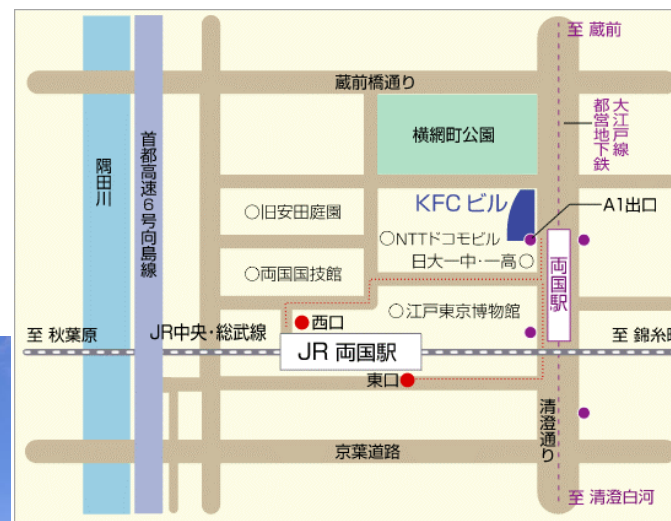 至 蔵前
蔵前橋通り
都営地下鉄
大江戸線
横網町公園
隅田川
首都高速6号向島線
KFC ビル
A1出口
○旧安田庭園
○NTTドコモビル
日大一中・一高○
○両国国技館
両国駅
○江戸東京博物館
西口
至 秋葉原
JR中央・総武線
至 錦糸町
JR 両国駅
東口
清澄通り
京葉道路
至 清澄白河